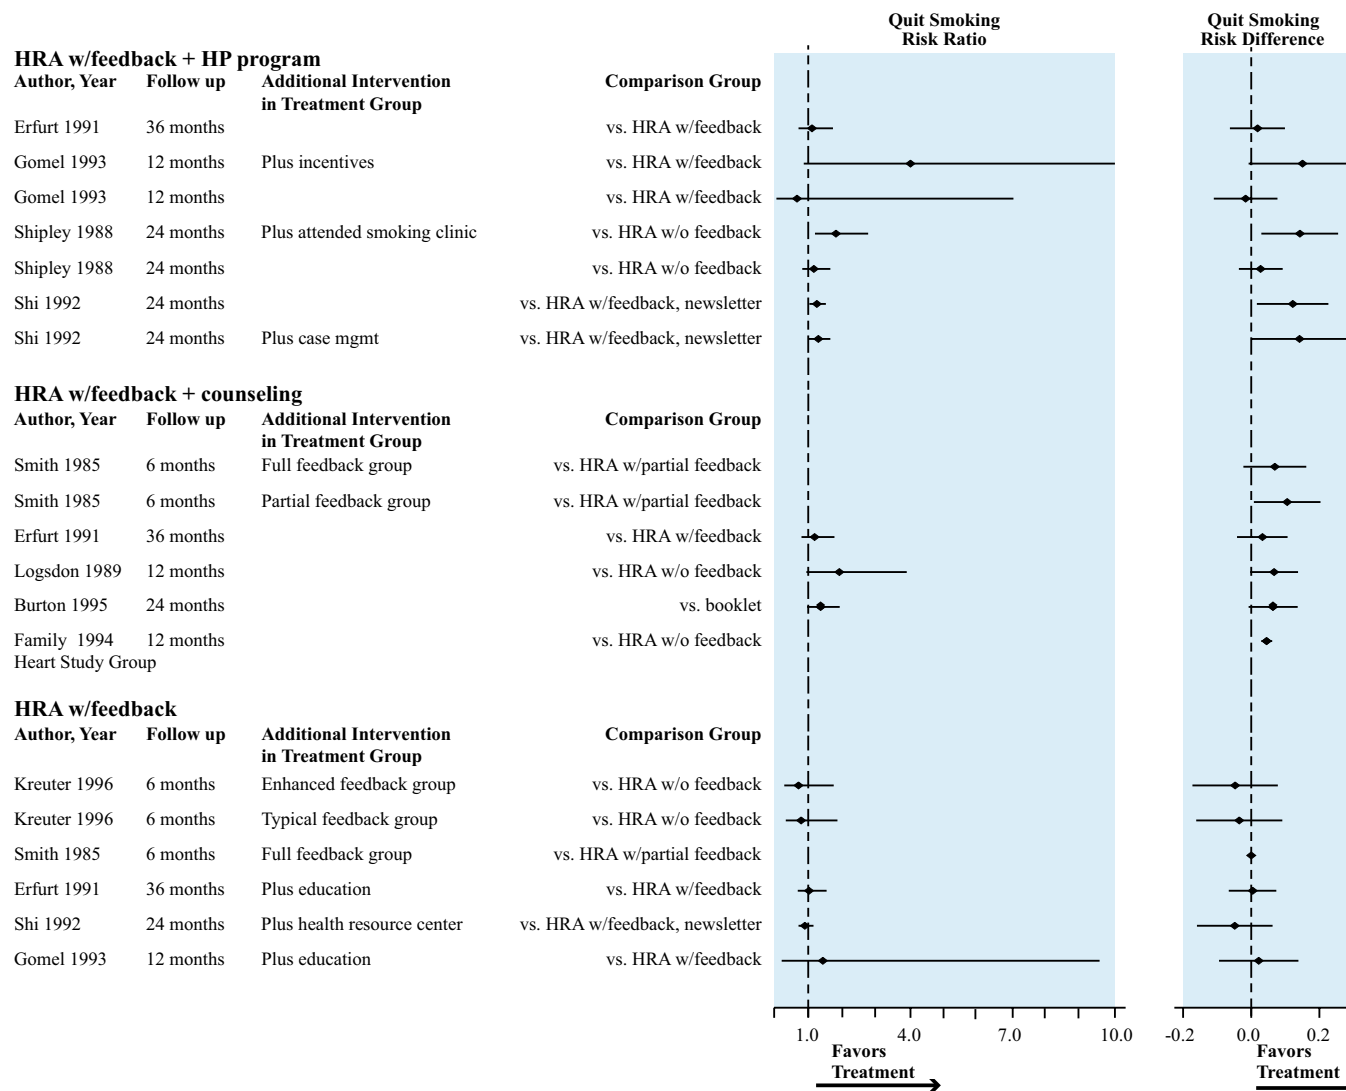 Quit Smoking
Risk Ratio
Quit Smoking
Risk Difference
HRA w/feedback + HP program
Author, Year Follow up Additional Intervention in Treatment Group Comparison Group
Erfurt 1991 36 months vs. HRA w/feedback
Gomel 1993 12 months Plus incentives vs. HRA w/feedback
Gomel 1993 12 months vs. HRA w/feedback
Shipley 1988 24 months Plus attended smoking clinic vs. HRA w/o feedback
Shipley 1988 24 months vs. HRA w/o feedback
Shi 1992 24 months vs. HRA w/feedback, newsletter
Shi 1992 24 months Plus case mgmt vs. HRA w/feedback, newsletter
HRA w/feedback + counseling
Author, Year Follow up Additional Intervention in Treatment Group Comparison Group
Smith 1985 6 months Full feedback group vs. HRA w/partial feedback
Smith 1985 6 months Partial feedback group vs. HRA w/partial feedback
Erfurt 1991 36 months vs. HRA w/feedback
Logsdon 1989 12 months vs. HRA w/o feedback
Burton 1995 24 months vs. booklet
Family 1994 12 months vs. HRA w/o feedback
Heart Study Group
HRA w/feedback
Author, Year Follow up Additional Intervention in Treatment Group Comparison Group
Kreuter 1996 6 months Enhanced feedback group vs. HRA w/o feedback
Kreuter 1996 6 months Typical feedback group vs. HRA w/o feedback
Smith 1985 6 months Full feedback group vs. HRA w/partial feedback
Erfurt 1991 36 months Plus education vs. HRA w/feedback
Shi 1992 24 months Plus health resource center vs. HRA w/feedback, newsletter
Gomel 1993 12 months Plus education vs. HRA w/feedback
1.0 4.0 7.0 10.0
Favors
Treatment
-0.2 0.0 0.2
Favors
Treatment